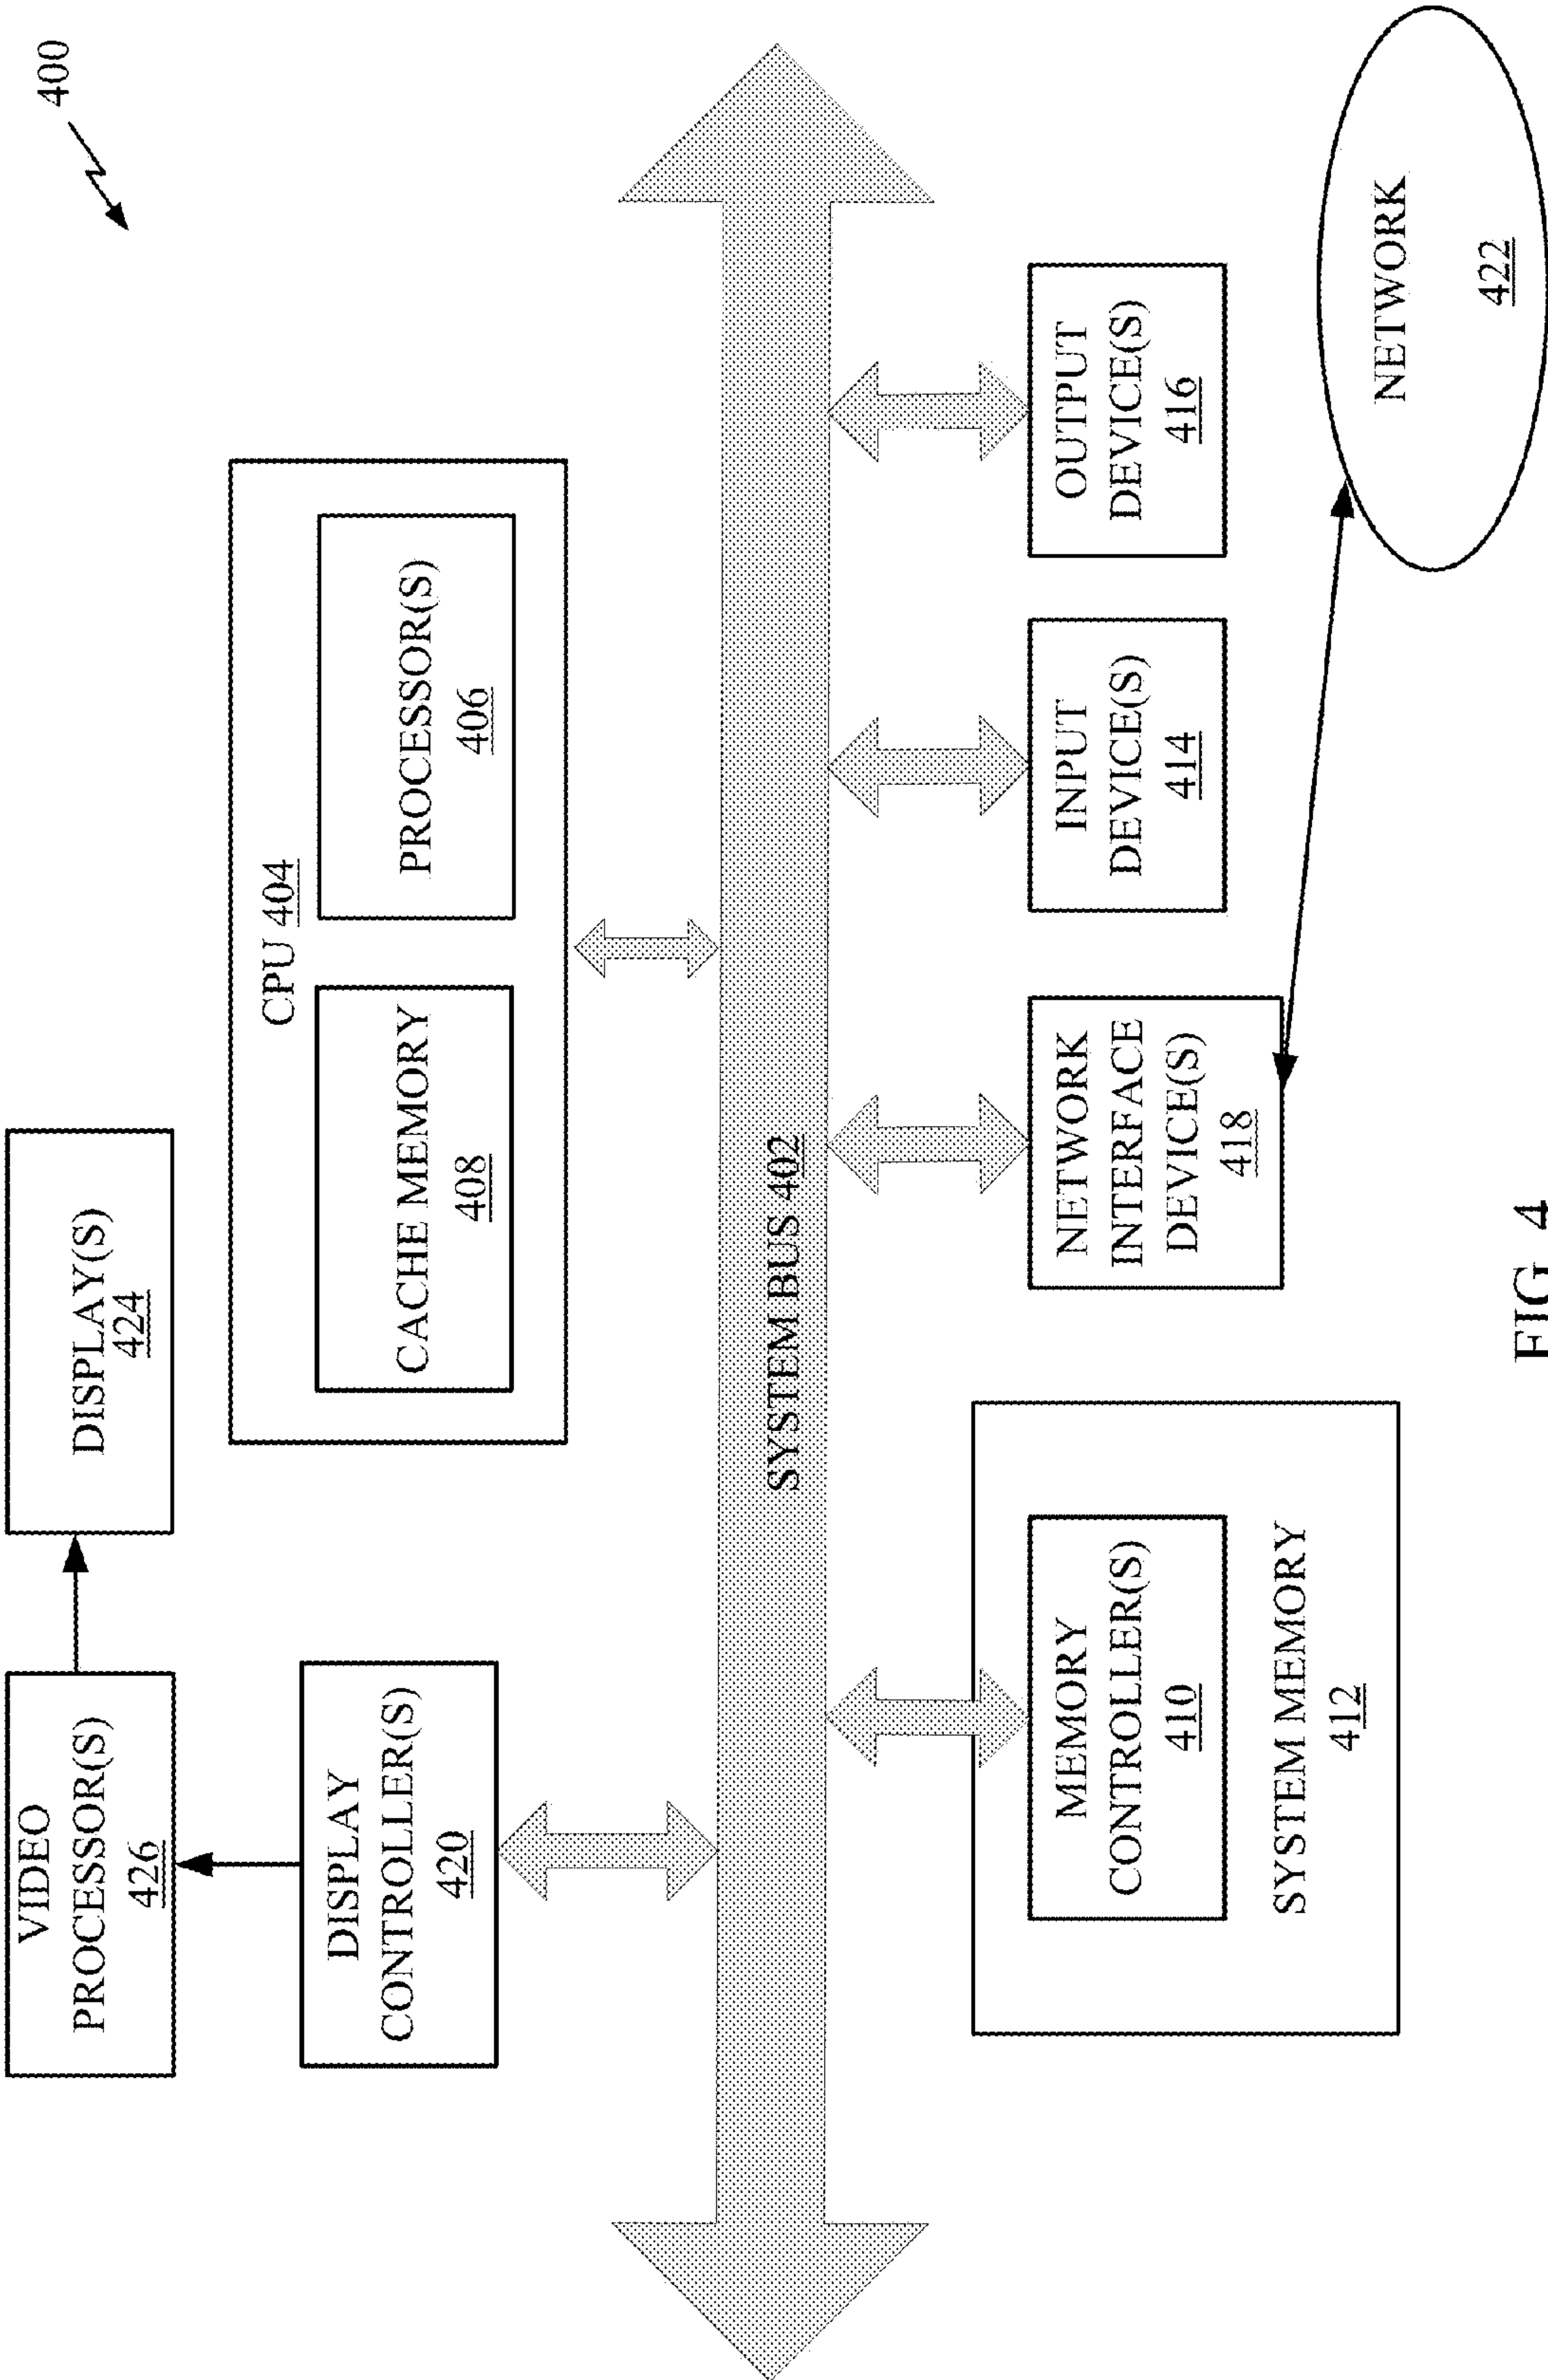 400
VIDEO
PROCESSOR(S)
426
DISPLAY(S)
424
DISPLAY
CONTROLLER(S)
420
CPU 404
CACHE MEMORY
408
PROCESSOR(S)
406
SYSTEM BUS 402
MEMORY
CONTROLLER(S)
410
SYSTEM MEMORY
412
NETWORK
INTERFACE
DEVICE(S)
418
INPUT
DEVICE(S)
414
OUTPUT
DEVICE(S)
416
NETWORK
422
FIG. 4